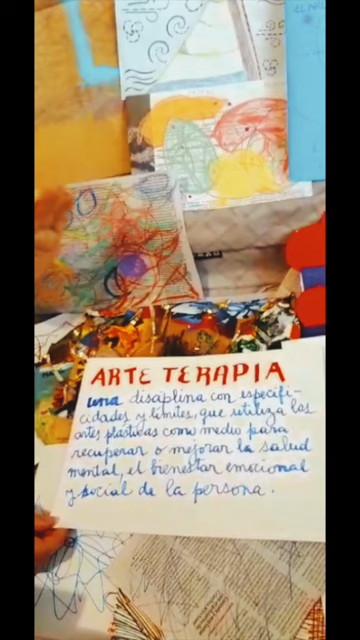 ARTE TERAPIA
una disciplina con especifi-
cidades y límites, que utiliza las
artes plásticas como medio para
recuperar o mejorar la salud
mental, el bienestar emocional
y social de la persona.